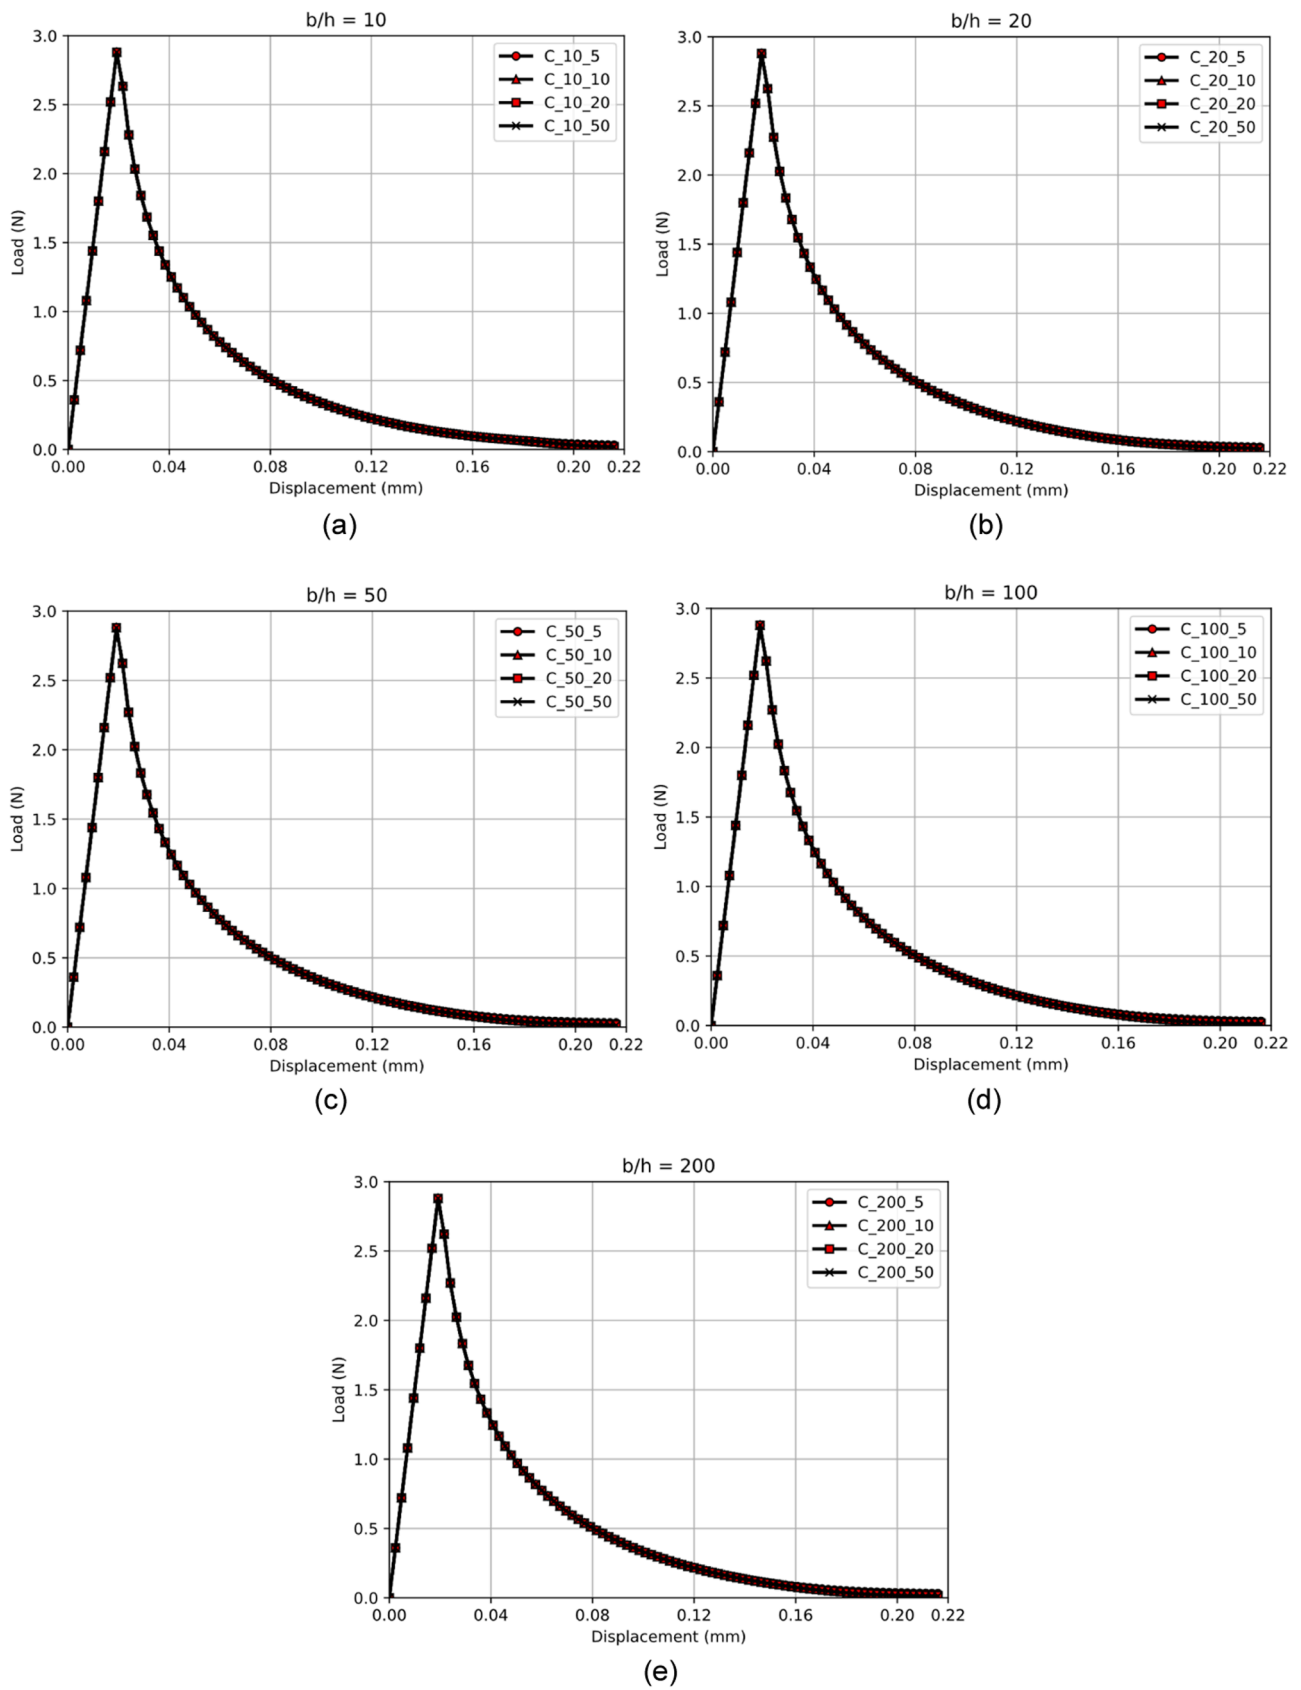 b/h = 10
3.0
2.5
2.0
1.5
1.0
0.5
0.0
Load (N)
C_10_5
C_10_10
C_10_20
C_10_50
0.00 0.04 0.08 0.12 0.16 0.20 0.22
Displacement (mm)
(a)
b/h = 20
3.0
2.5
2.0
1.5
1.0
0.5
0.0
Load (N)
C_20_5
C_20_10
C_20_20
C_20_50
0.00 0.04 0.08 0.12 0.16 0.20 0.22
Displacement (mm)
(b)
b/h = 50
3.0
2.5
2.0
1.5
1.0
0.5
0.0
Load (N)
C_50_5
C_50_10
C_50_20
C_50_50
0.00 0.04 0.08 0.12 0.16 0.20 0.22
Displacement (mm)
(c)
b/h = 100
3.0
2.5
2.0
1.5
1.0
0.5
0.0
Load (N)
C_100_5
C_100_10
C_100_20
C_100_50
0.00 0.04 0.08 0.12 0.16 0.20 0.22
Displacement (mm)
(d)
b/h = 200
3.0
2.5
2.0
1.5
1.0
0.5
0.0
Load (N)
C_200_5
C_200_10
C_200_20
C_200_50
0.00 0.04 0.08 0.12 0.16 0.20 0.22
Displacement (mm)
(e)